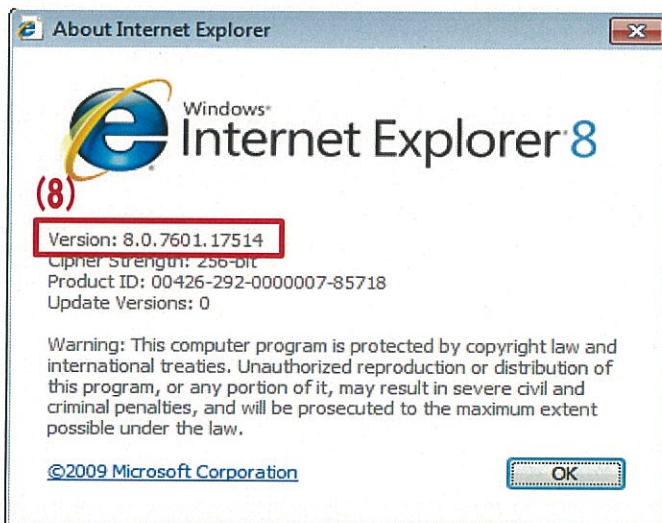 About Internet Explorer
Windows®
Internet Explorer 8
(8)
Version: 8.0.7601.17514
Cipher Strength: 256-bit
Product ID: 00426-292-0000007-85718
Update Versions: 0
Warning: This computer program is protected by copyright law and
international treaties. Unauthorized reproduction or distribution of
this program, or any portion of it, may result in severe civil and
criminal penalties, and will be prosecuted to the maximum extent
possible under the law.
©2009 Microsoft Corporation
OK